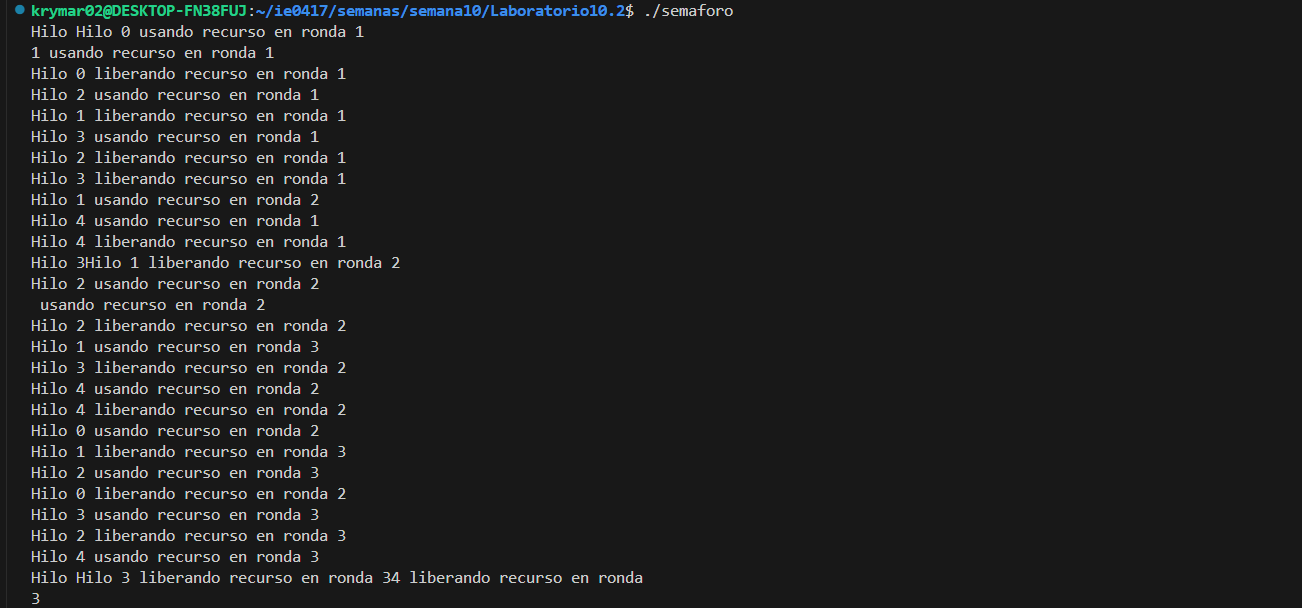 krymar02@DESKTOP-FN38FUJ:~/ie0417/semanas/semana10/Laboratorio10.2$ ./semaforo
Hilo Hilo 0 usando recurso en ronda 1
1 usando recurso en ronda 1
Hilo 0 liberando recurso en ronda 1
Hilo 2 usando recurso en ronda 1
Hilo 1 liberando recurso en ronda 1
Hilo 3 usando recurso en ronda 1
Hilo 2 liberando recurso en ronda 1
Hilo 3 liberando recurso en ronda 1
Hilo 1 usando recurso en ronda 2
Hilo 4 usando recurso en ronda 1
Hilo 4 liberando recurso en ronda 1
Hilo 3Hilo 1 liberando recurso en ronda 2
Hilo 2 usando recurso en ronda 2
 usando recurso en ronda 2
Hilo 2 liberando recurso en ronda 2
Hilo 1 usando recurso en ronda 3
Hilo 3 liberando recurso en ronda 2
Hilo 4 usando recurso en ronda 2
Hilo 4 liberando recurso en ronda 2
Hilo 0 usando recurso en ronda 2
Hilo 1 liberando recurso en ronda 3
Hilo 2 usando recurso en ronda 3
Hilo 0 liberando recurso en ronda 2
Hilo 3 usando recurso en ronda 3
Hilo 2 liberando recurso en ronda 3
Hilo 4 usando recurso en ronda 3
Hilo Hilo 3 liberando recurso en ronda 34 liberando recurso en ronda
3